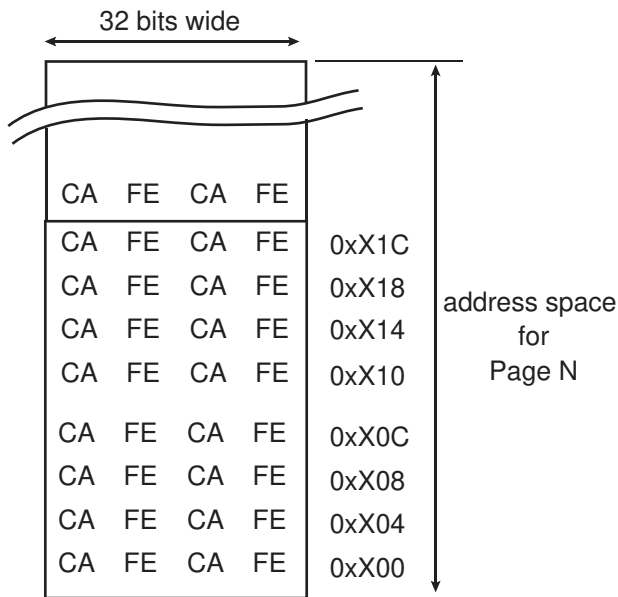 32 bits wide
CA FE CA FE
CA FE CA FE 0xX1C
CA FE CA FE 0xX18
CA FE CA FE 0xX14
CA FE CA FE 0xX10
CA FE CA FE 0xX0C
CA FE CA FE 0xX08
CA FE CA FE 0xX04
CA FE CA FE 0xX00
address space
for
Page N